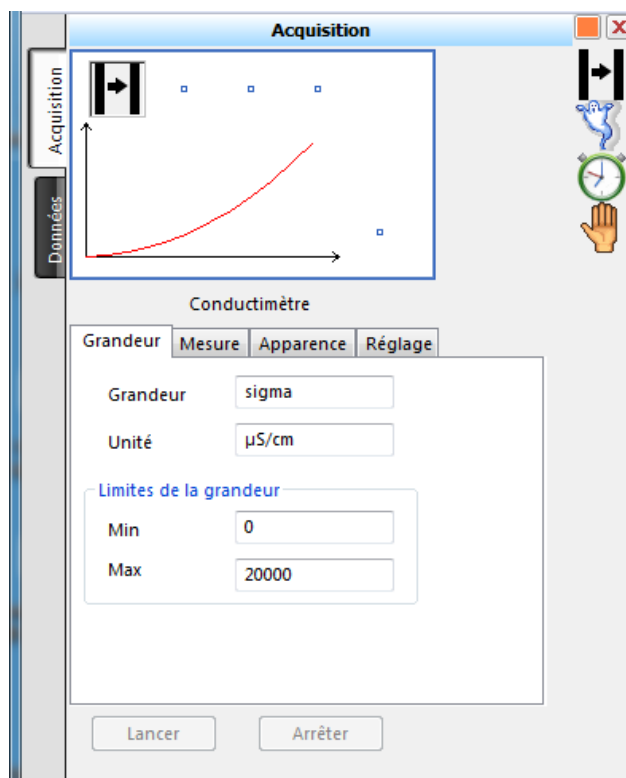 Acquisition
Acquisition
Données
Conductimètre
Grandeur Mesure Apparence Réglage
Grandeur sigma
Unité µS/cm
Limites de la grandeur
Min 0
Max 20000
Lancer Arrêter